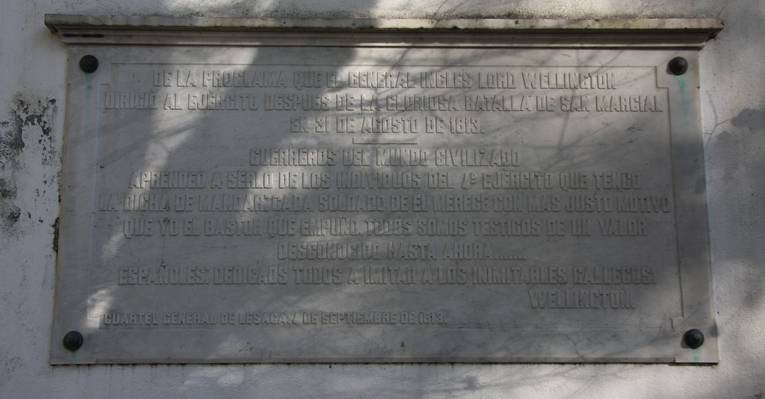 DE LA PROCLAMA QUE EL GENERAL INGLES LORD WELLINGTON
DIRIGIÓ AL EJÉRCITO DESPUES DE LA GLORIOSA BATALLA DE SAN MARCIAL
EN 31 DE AGOSTO DE 1813.
GUERREROS DEL MUNDO CIVILIZADO
APRENDED A SERLO DE LOS INDIVIDUOS DEL 4º EJÉRCITO QUE TENGO
LA DICHA DE MANDAR: CADA SOLDADO DE EL MERECE CON MAS JUSTO MOTIVO
QUE YO EL BASTON QUE EMPUÑO. TODOS SOMOS TESTIGOS DE UN VALOR
DESCONOCIDO HASTA AHORA......
ESPAÑOLES: DEDICAOS TODOS A IMITAR A LOS INIMITABLES GALLEGOS:
WELLINGTON.
CUARTEL GENERAL DE LESACA, 4 DE SEPTIEMBRE DE 1813.